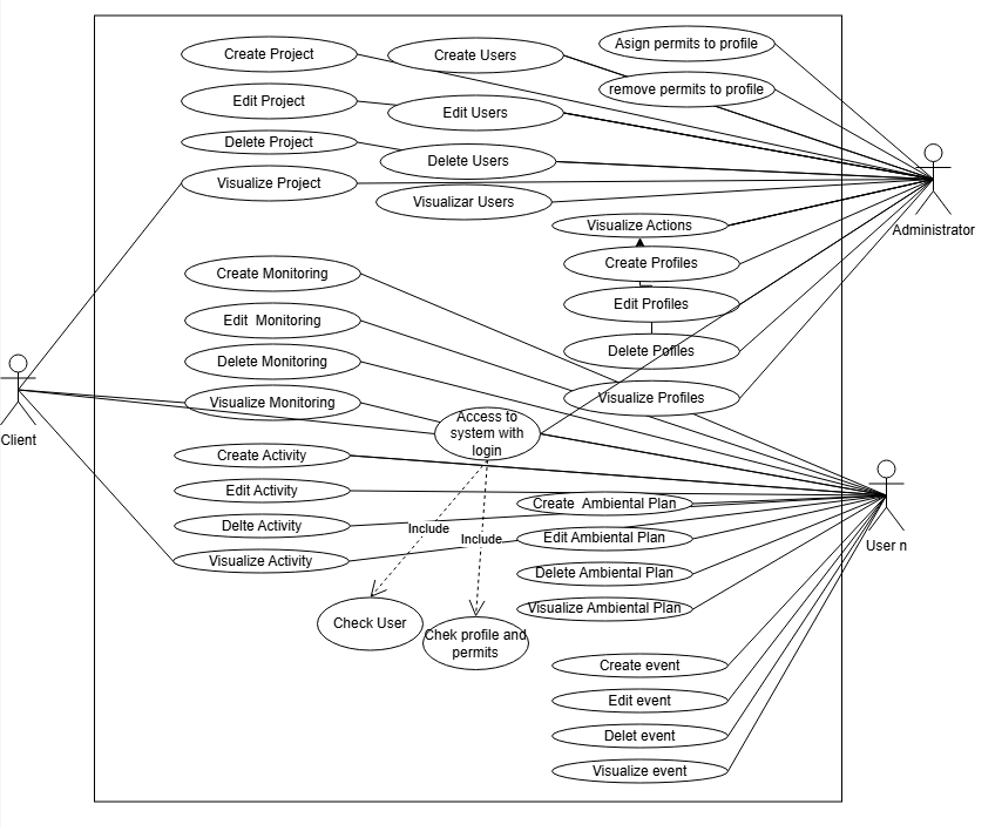 Create Project
Create Users
Asign permits to profile
remove permits to profile
Edit Project
Edit Users
Delete Project
Delete Users
Visualize Project
Visualizar Users
Administrator
Visualize Actions
Create Profiles
Create Monitoring
Edit Profiles
Edit  Monitoring
Delete Pofiles
Delete Monitoring
Visualize Profiles
Visualize Monitoring
Access to
system with
login
Client
Create Activity
Edit Activity
Create  Ambiental Plan
Delte Activity
Include
Include
Edit Ambiental Plan
User n
Visualize Activity
Delete Ambiental Plan
Visualize Ambiental Plan
Check User
Chek profile and
permits
Create event
Edit event
Delet event
Visualize event